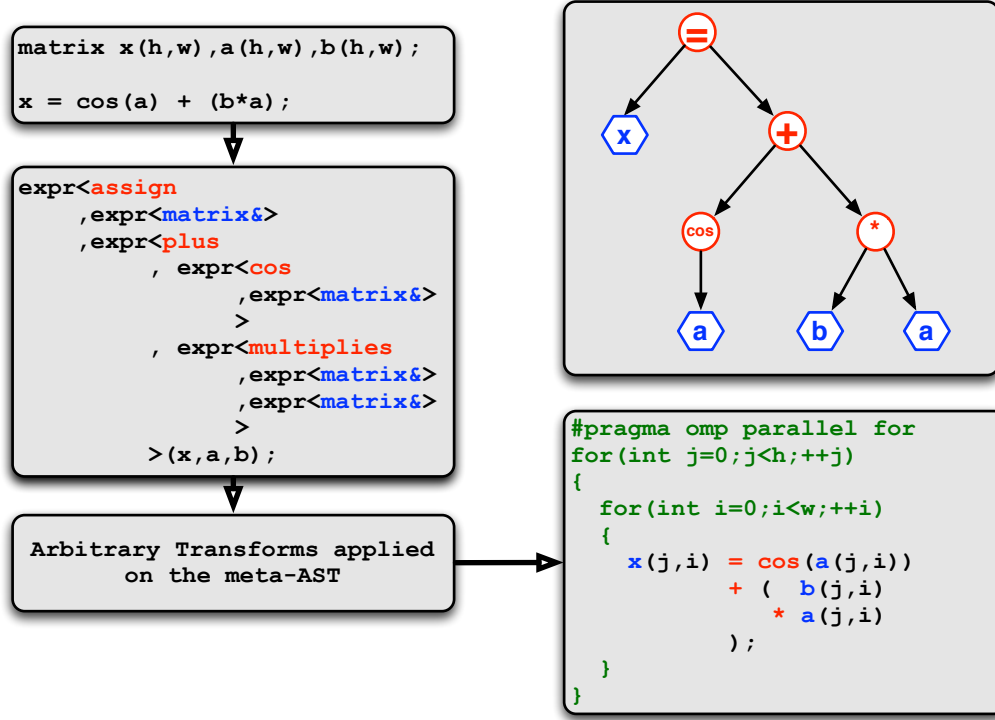 matrix x(h,w),a(h,w),b(h,w);
x = cos(a) + (b*a);
expr<assign
,expr<matrix&>
,expr<plus
, expr<cos
,expr<matrix&>
>
, expr<multiplies
,expr<matrix&>
,expr<matrix&>
>
>(x,a,b);
Arbitrary Transforms applied
on the meta-AST
=
x
+
cos
*
a
b
a
#pragma omp parallel for
for(int j=0;j<h;++j)
{
for(int i=0;i<w;++i)
{
x(j,i) = cos(a(j,i))
+ ( b(j,i)
* a(j,i)
);
}
}